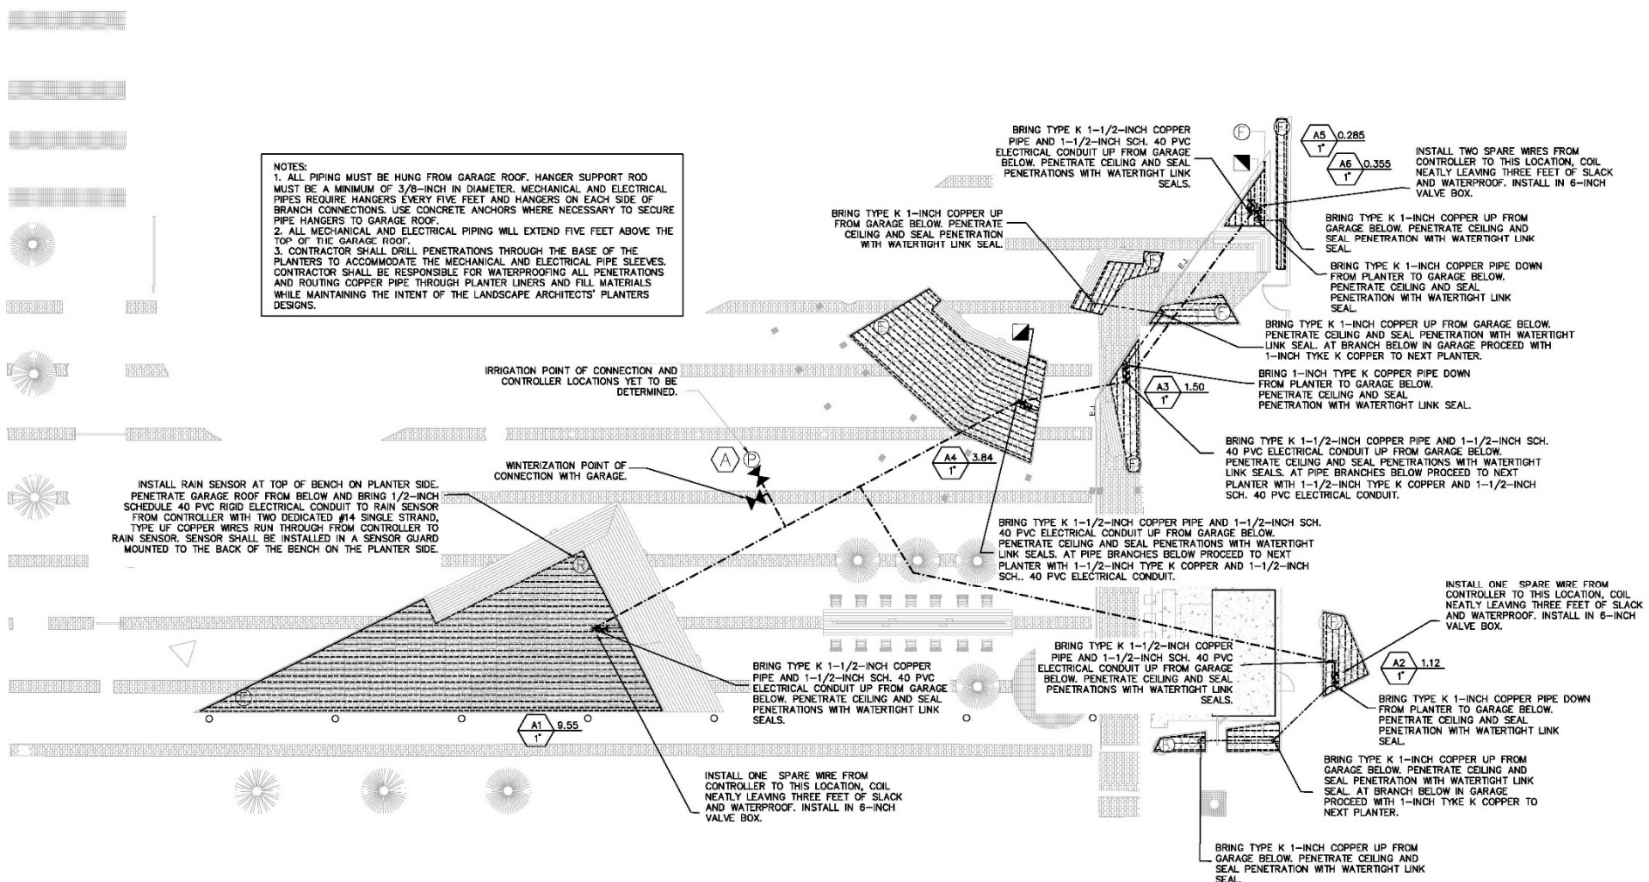 NOTES:
1. ALL PIPING MUST BE HUNG FROM GARAGE ROOF. HANGER SUPPORT ROD
MUST BE A MINIMUM OF 3/8-INCH IN DIAMETER. MECHANICAL AND ELECTRICAL
PIPES REQUIRE HANGERS EVERY FIVE FEET AND HANGERS ON EACH SIDE OF
BRANCH CONNECTIONS. USE CONCRETE ANCHORS WHERE NECESSARY TO SECURE
PIPE HANGERS TO GARAGE ROOF.
2. ALL MECHANICAL AND ELECTRICAL PIPING WILL EXTEND FIVE FEET ABOVE THE
TOP OF THE GARAGE ROOF.
3. CONTRACTOR SHALL DRILL PENETRATIONS THROUGH THE BASE OF THE
PLANTERS TO ACCOMMODATE THE MECHANICAL AND ELECTRICAL PIPE SLEEVES.
CONTRACTOR SHALL BE RESPONSIBLE FOR WATERPROOFING ALL PENETRATIONS
AND ROUTING COPPER PIPE THROUGH PLANTER LINERS AND FILL MATERIALS
WHILE MAINTAINING THE INTENT OF THE LANDSCAPE ARCHITECTS' PLANTERS
DESIGNS.
BRING TYPE K 1-1/2-INCH COPPER
PIPE AND 1-1/2-INCH SCH. 40 PVC
ELECTRICAL CONDUIT UP FROM GARAGE
BELOW. PENETRATE CEILING AND SEAL
PENETRATIONS WITH WATERTIGHT LINK
SEALS.
F
A5 0.285
1"
A6 0.355
1"
INSTALL TWO SPARE WIRES FROM
CONTROLLER TO THIS LOCATION, COIL
NEATLY LEAVING THREE FEET OF SLACK
AND WATERPROOF. INSTALL IN 6-INCH
VALVE BOX.
BRING TYPE K 1-INCH COPPER UP
FROM GARAGE BELOW. PENETRATE
CEILING AND SEAL PENETRATION
WITH WATERTIGHT LINK SEAL.
BRING TYPE K 1-INCH COPPER UP FROM
GARAGE BELOW. PENETRATE CEILING AND
SEAL PENETRATION WITH WATERTIGHT LINK
SEAL.
E.J.
F
BRING TYPE K 1-INCH COPPER PIPE DOWN
FROM PLANTER TO GARAGE BELOW.
PENETRATE CEILING AND SEAL
PENETRATION WITH WATERTIGHT LINK
SEAL.
F
F
BRING TYPE K 1-INCH COPPER UP FROM GARAGE BELOW.
PENETRATE CEILING AND SEAL PENETRATION WITH WATERTIGHT
LINK SEAL. AT BRANCH BELOW IN GARAGE PROCEED WITH
1-INCH TYKE K COPPER TO NEXT PLANTER.
IRRIGATION POINT OF CONNECTION AND
CONTROLLER LOCATIONS YET TO BE
DETERMINED.
BRING 1-INCH TYPE K COPPER PIPE DOWN
FROM PLANTER TO GARAGE BELOW.
PENETRATE CEILING AND SEAL
PENETRATION WITH WATERTIGHT LINK SEAL.
A3 1.50
1"
E.J.
BRING TYPE K 1-1/2-INCH COPPER PIPE AND 1-1/2-INCH SCH.
40 PVC ELECTRICAL CONDUIT UP FROM GARAGE BELOW.
PENETRATE CEILING AND SEAL PENETRATIONS WITH WATERTIGHT
LINK SEALS. AT PIPE BRANCHES BELOW PROCEED TO NEXT
PLANTER WITH 1-1/2-INCH TYPE K COPPER AND 1-1/2-INCH
SCH. 40 PVC ELECTRICAL CONDUIT.
A P
A4 3.84
1"
F
WINTERIZATION POINT OF
CONNECTION WITH GARAGE.
INSTALL RAIN SENSOR AT TOP OF BENCH ON PLANTER SIDE.
PENETRATE GARAGE ROOF FROM BELOW AND BRING 1/2-INCH
SCHEDULE 40 PVC RIGID ELECTRICAL CONDUIT TO RAIN SENSOR
FROM CONTROLLER WITH TWO DEDICATED #14 SINGLE STRAND,
TYPE UF COPPER WIRES RUN THROUGH FROM CONTROLLER TO
RAIN SENSOR. SENSOR SHALL BE INSTALLED IN A SENSOR GUARD
MOUNTED TO THE BACK OF THE BENCH ON THE PLANTER SIDE.
BRING TYPE K 1-1/2-INCH COPPER PIPE AND 1-1/2-INCH SCH.
40 PVC ELECTRICAL CONDUIT UP FROM GARAGE BELOW.
PENETRATE CEILING AND SEAL PENETRATIONS WITH WATERTIGHT
LINK SEALS. AT PIPE BRANCHES BELOW PROCEED TO NEXT
PLANTER WITH 1-1/2-INCH TYPE K COPPER AND 1-1/2-INCH
SCH.. 40 PVC ELECTRICAL CONDUIT.
R
INSTALL ONE SPARE WIRE FROM
CONTROLLER TO THIS LOCATION, COIL
NEATLY LEAVING THREE FEET OF SLACK
AND WATERPROOF. INSTALL IN 6-INCH
VALVE BOX.
BRING TYPE K 1-1/2-INCH COPPER
PIPE AND 1-1/2-INCH SCH. 40 PVC
ELECTRICAL CONDUIT UP FROM GARAGE
BELOW. PENETRATE CEILING AND SEAL
PENETRATIONS WITH WATERTIGHT LINK
SEALS.
A2 1.12
1"
BRING TYPE K 1-1/2-INCH COPPER
PIPE AND 1-1/2-INCH SCH. 40 PVC
ELECTRICAL CONDUIT UP FROM GARAGE
BELOW. PENETRATE CEILING AND SEAL
PENETRATIONS WITH WATERTIGHT LINK
SEALS.
BRING TYPE K 1-INCH COPPER PIPE DOWN
FROM PLANTER TO GARAGE BELOW.
PENETRATE CEILING AND SEAL
PENETRATION WITH WATERTIGHT LINK
SEAL.
A1 9.55
1"
BRING TYPE K 1-INCH COPPER UP FROM
GARAGE BELOW. PENETRATE CEILING AND
SEAL PENETRATION WITH WATERTIGHT LINK
SEAL. AT BRANCH BELOW IN GARAGE
PROCEED WITH 1-INCH TYKE K COPPER TO
NEXT PLANTER.
INSTALL ONE SPARE WIRE FROM
CONTROLLER TO THIS LOCATION, COIL
NEATLY LEAVING THREE FEET OF SLACK
AND WATERPROOF. INSTALL IN 6-INCH
VALVE BOX.
BRING TYPE K 1-INCH COPPER UP FROM
GARAGE BELOW. PENETRATE CEILING AND
SEAL PENETRATION WITH WATERTIGHT LINK
SEAL.